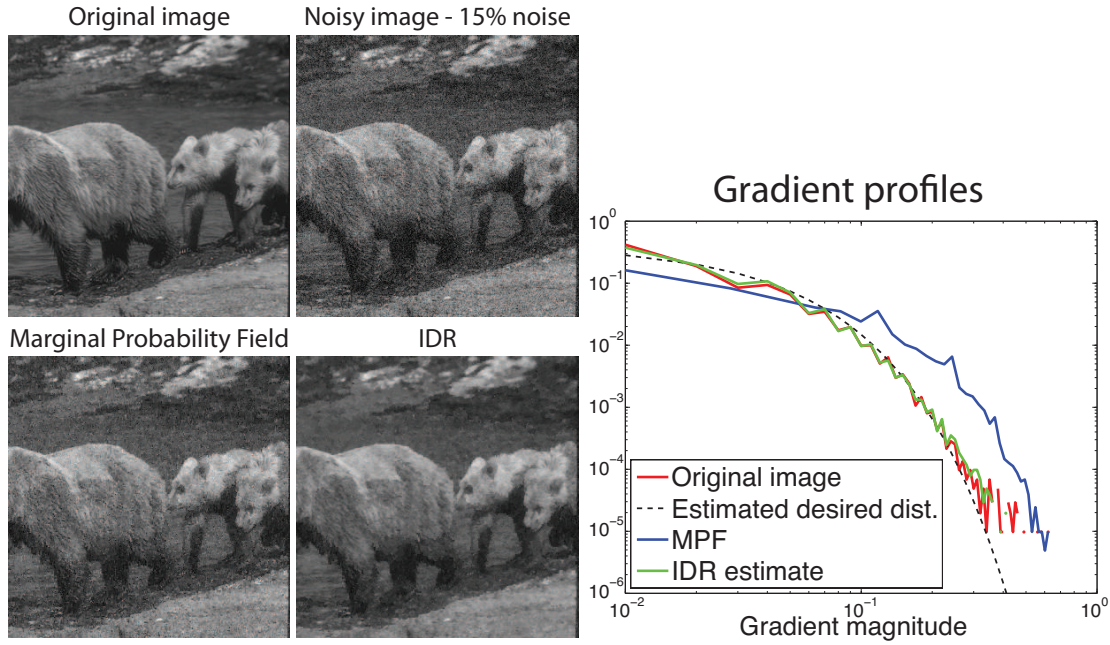 Original image
Noisy image - 15% noise
Marginal Probability Field
IDR
Gradient profiles
10^0
10^-1
10^-2
10^-3
10^-4
10^-5
10^-6
Original image
Estimated desired dist.
MPF
IDR estimate
10^-2
10^-1
10^0
Gradient magnitude